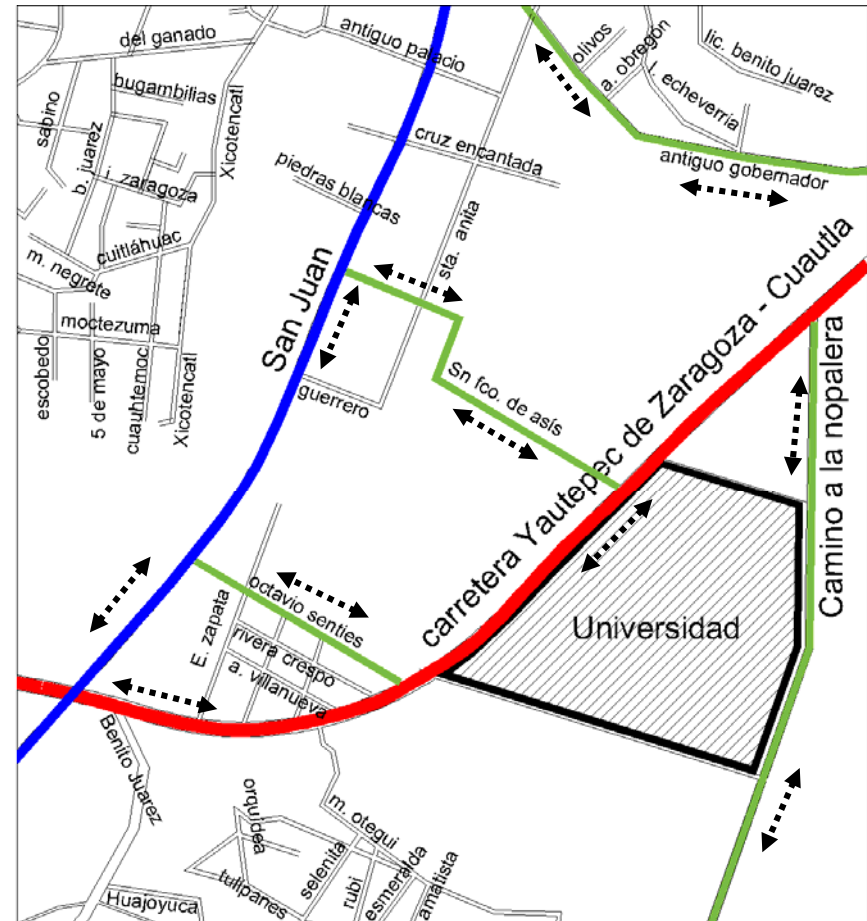 del ganado
antiguo palacio
olivos
a. obregón
lic. benito juarez
bugambilias
sabino
l. echeverria
b. juarez
Xicotencatl
cruz encantada
antiguo gobernador
piedras blancas
i. zaragoza
sta. anita
cuitláhuac
m. negrete
San Juan
moctezuma
escobedo
5 de mayo
cuauhtemoc
Xicotencatl
guerrero
Sn fco. de asís
carretera Yautepec de Zaragoza - Cuautla
Camino a la nopalera
octavio senties
E. zapata
rivera crespo
a. villanueva
Universidad
Benito Juarez
orquidea
m. otegui
selenita
tulipanes
rubi
esmeralda
amatista
Huajoyuca